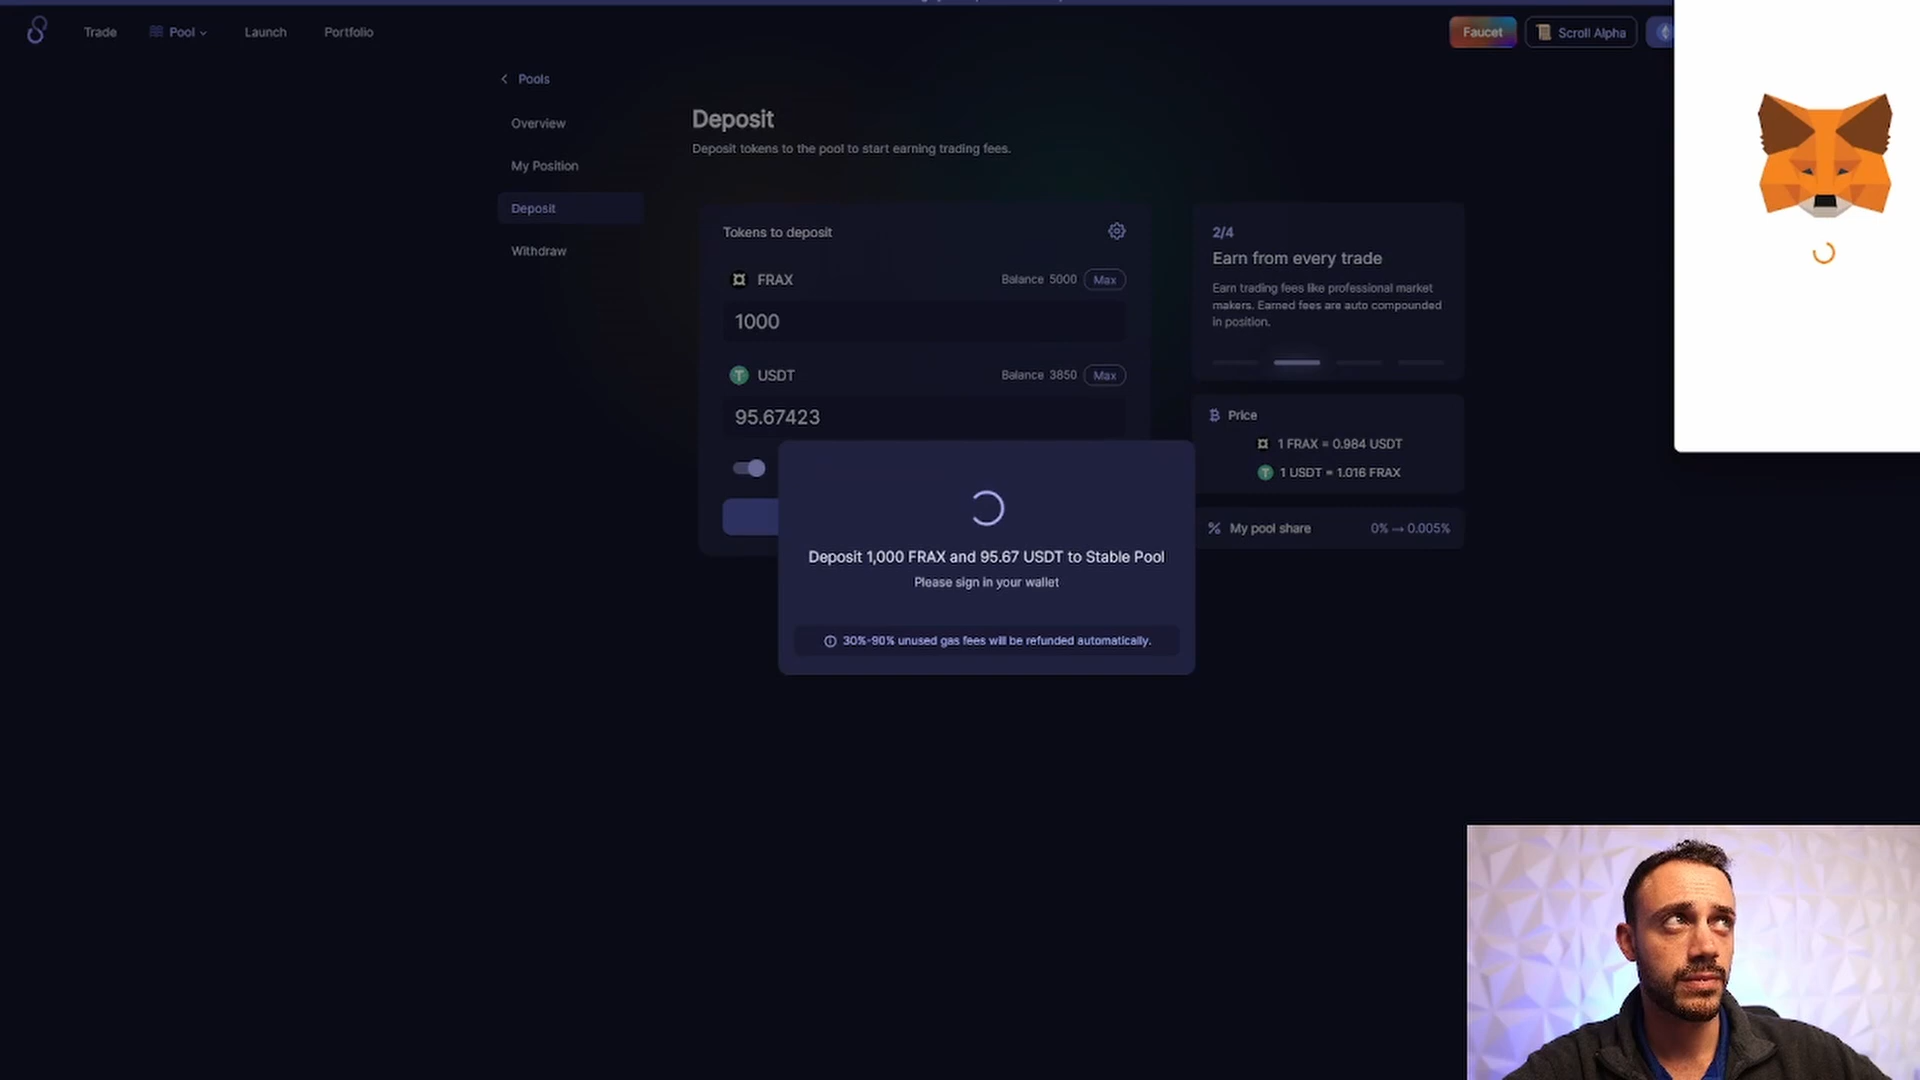 Trade
Pool
Launch
Portfolio
Faucet
Scroll Alpha
Pools
Overview
My Position
Deposit
Withdraw
Deposit
Deposit tokens to the pool to start earning trading fees.
Tokens to deposit
FRAX
Balance 5000
Max
1000
USDT
Balance 3850
Max
95.67423
2/4
Earn from every trade
Earn trading fees like professional market
makers. Earned fees are auto compounded
in position.
Price
1 FRAX = 0.984 USDT
1 USDT = 1.016 FRAX
My pool share
0% → 0.005%
Deposit 1,000 FRAX and 95.67 USDT to Stable Pool
Please sign in your wallet
30%-90% unused gas fees will be refunded automatically.